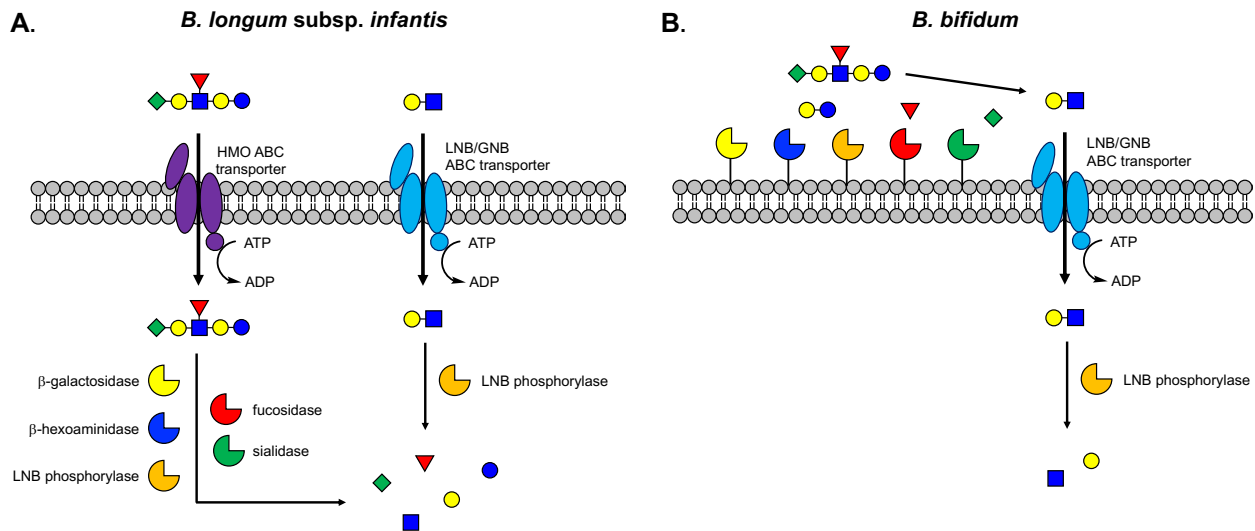 A.
B. longum subsp. infantis
HMO ABC
transporter
LNB/GNB
ABC transporter
ATP
ADP
ATP
ADP
β-galactosidase
β-hexoaminidase
LNB phosphorylase
fucosidase
sialidase
LNB phosphorylase
B.
B. bifidum
LNB/GNB
ABC transporter
ATP
ADP
LNB phosphorylase